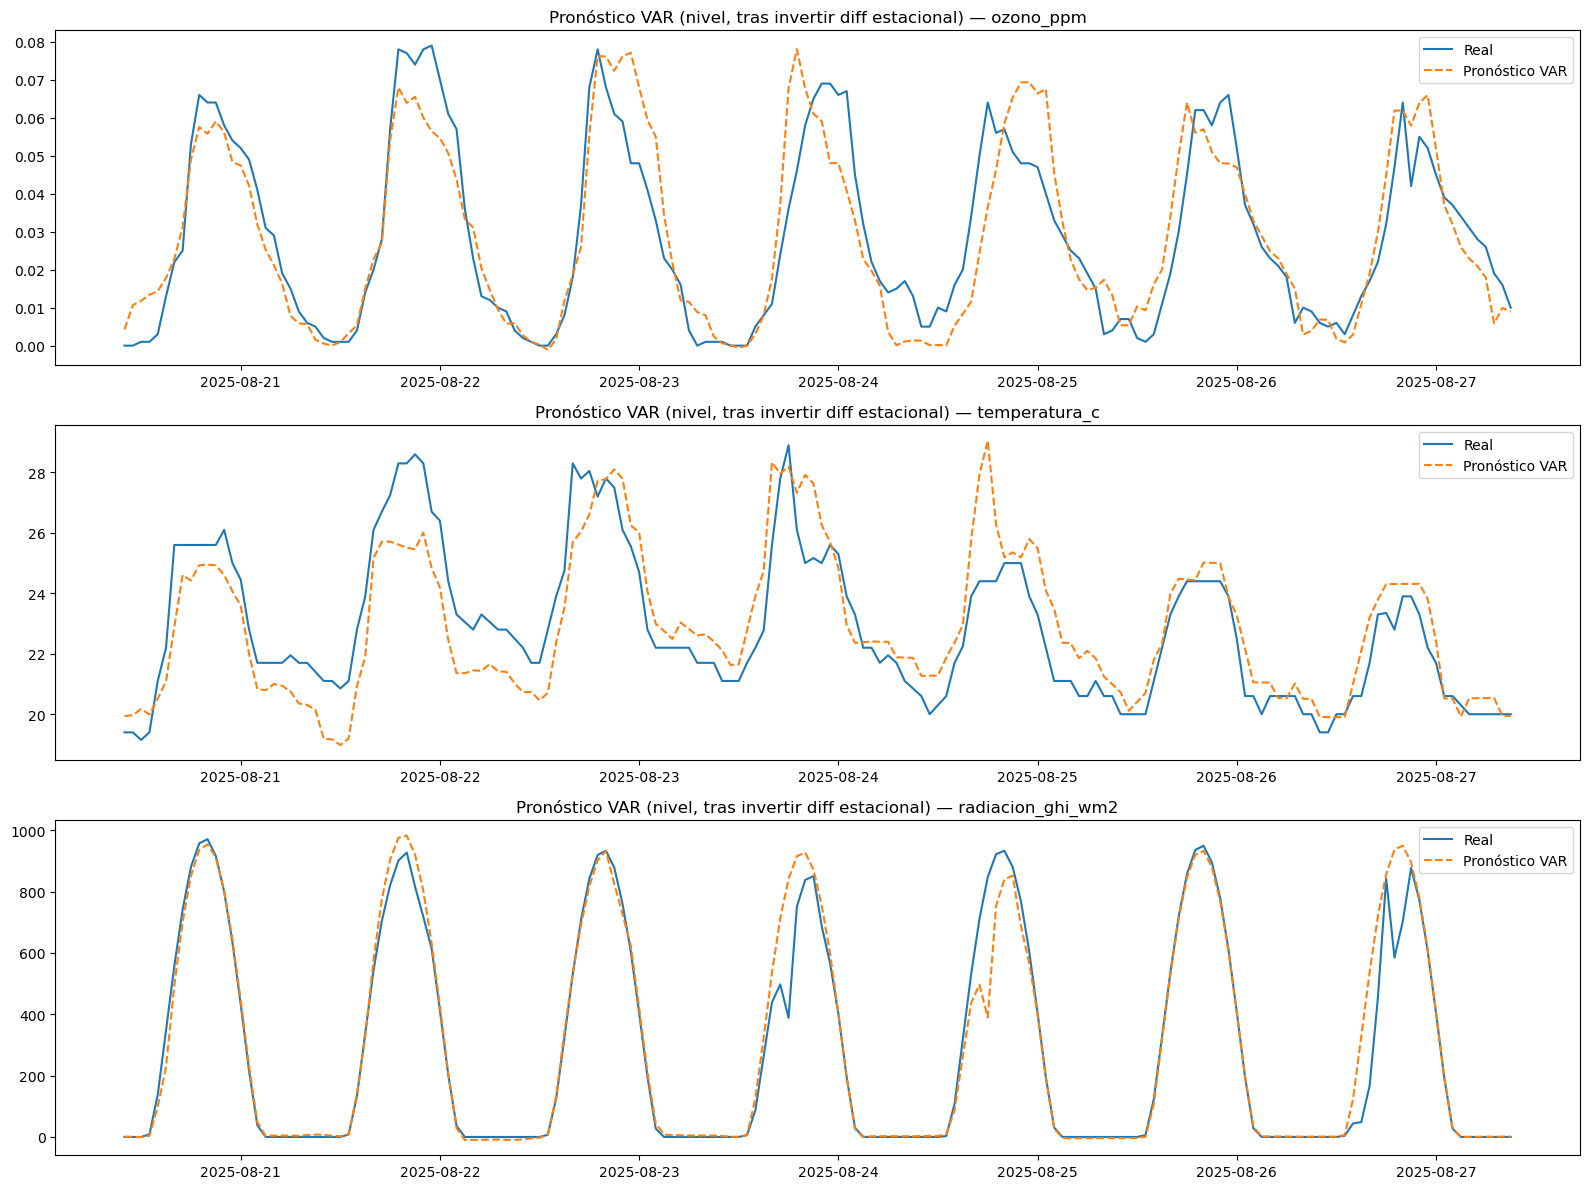 Pronóstico VAR (nivel, tras invertir diff estacional) — ozono_ppm
0.08
0.07
0.06
0.05
0.04
0.03
0.02
0.01
0.00
Real
Pronóstico VAR
2025-08-21 2025-08-22 2025-08-23 2025-08-24 2025-08-25 2025-08-26 2025-08-27
Pronóstico VAR (nivel, tras invertir diff estacional) — temperatura_c
28
26
24
22
20
Real
Pronóstico VAR
2025-08-21 2025-08-22 2025-08-23 2025-08-24 2025-08-25 2025-08-26 2025-08-27
Pronóstico VAR (nivel, tras invertir diff estacional) — radiacion_ghi_wm2
1000
800
600
400
200
0
Real
Pronóstico VAR
2025-08-21 2025-08-22 2025-08-23 2025-08-24 2025-08-25 2025-08-26 2025-08-27